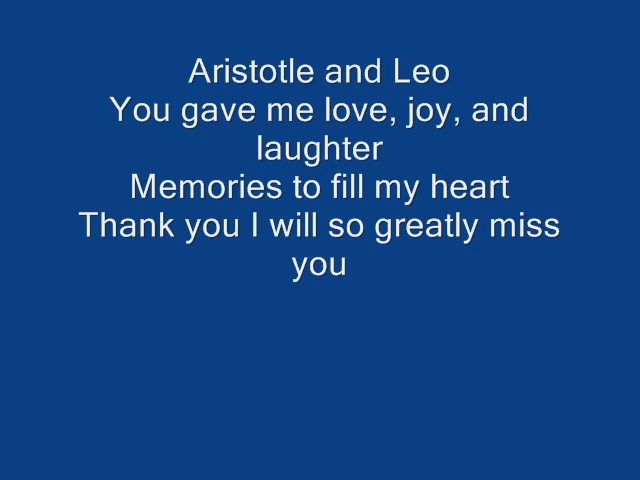 Aristotle and Leo
You gave me love, joy, and
laughter
Memories to fill my heart
Thank you I will so greatly miss
you